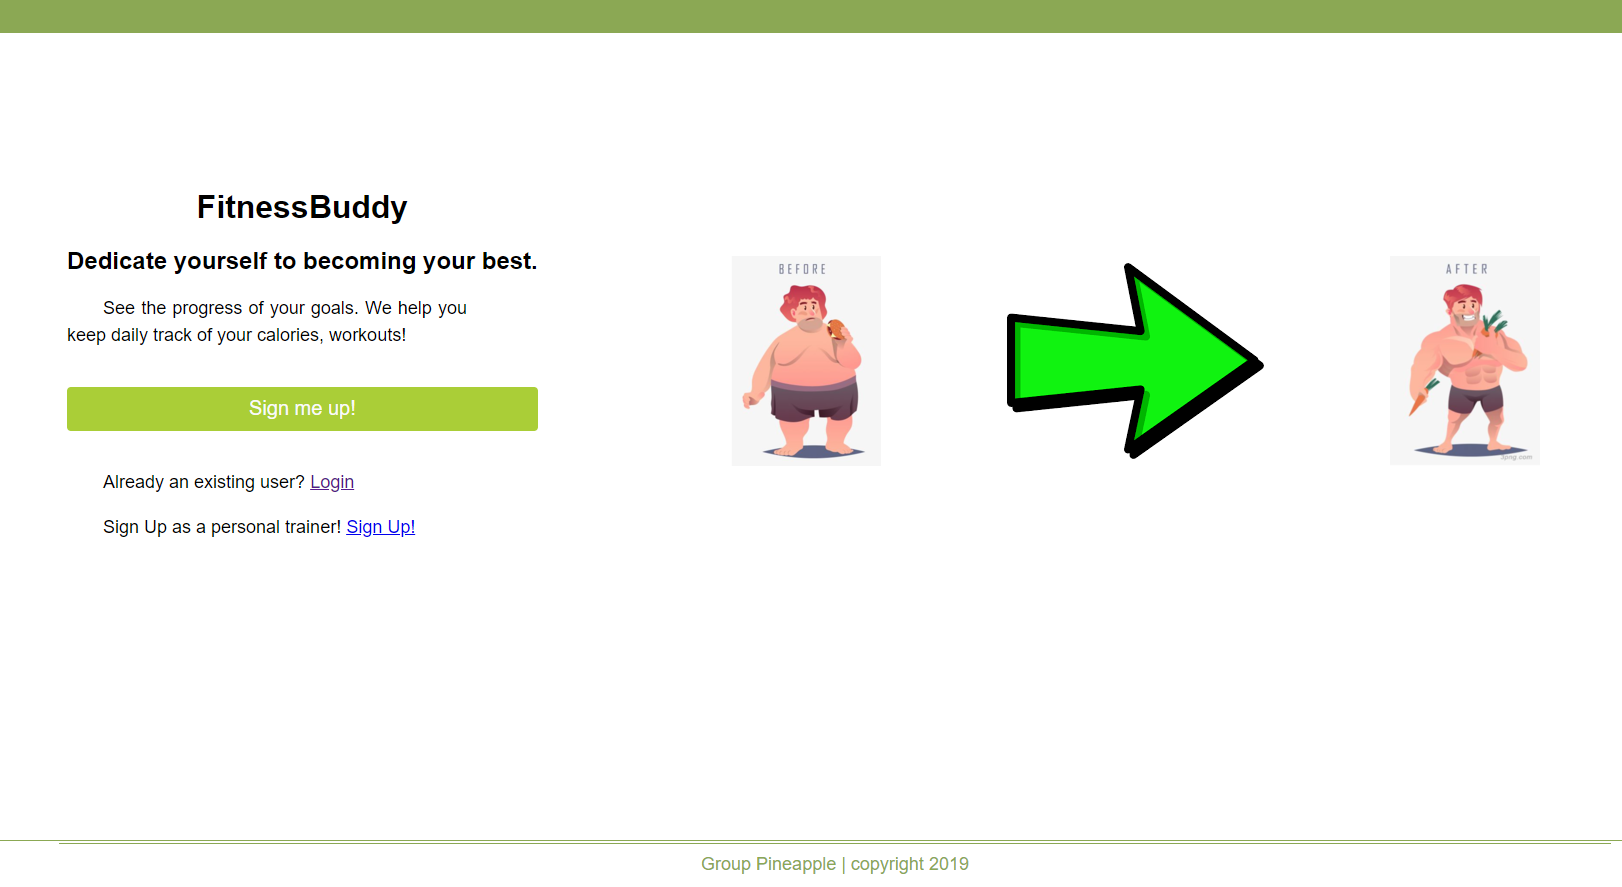 FitnessBuddy
Dedicate yourself to becoming your best.
See the progress of your goals. We help you
keep daily track of your calories, workouts!
Sign me up!
Already an existing user? Login
Sign Up as a personal trainer! Sign Up!
BEFORE
AFTER
Group Pineapple | copyright 2019